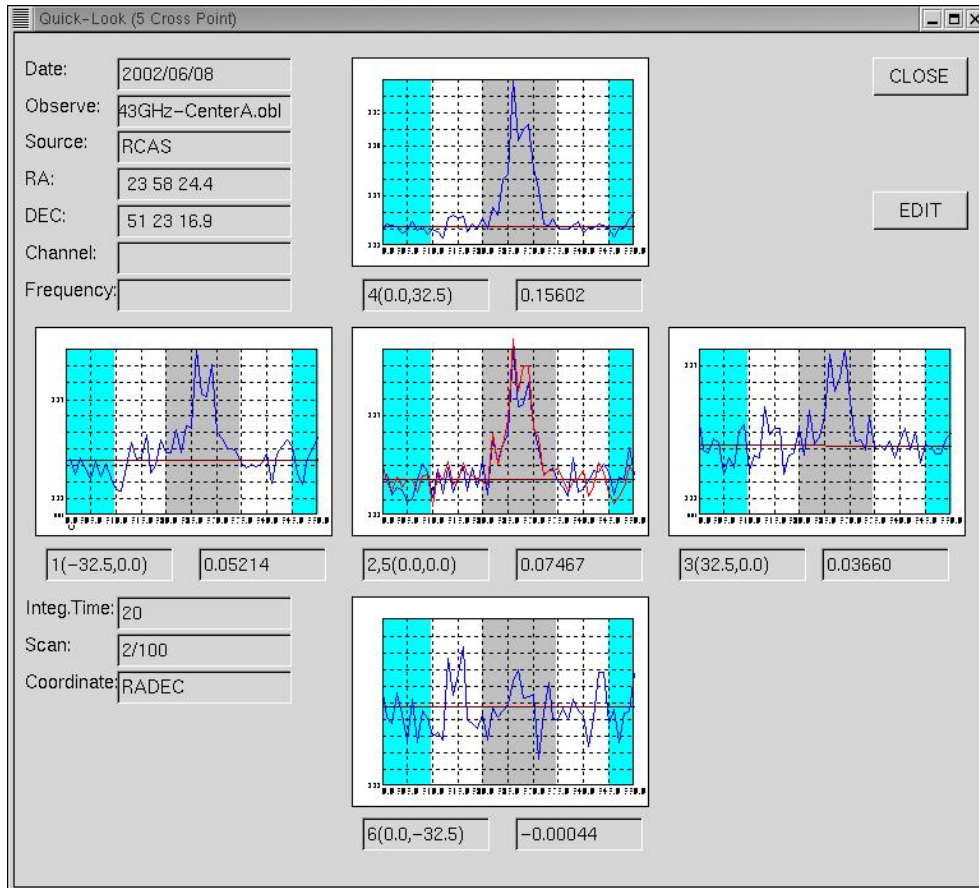 Quick-Look (5 Cross Point)
Date: 2002/06/08
CLOSE
Observe: 43GHz-CenterA.obl
Source: RCAS
RA: 23 58 24.4
EDIT
DEC: 51 23 16.9
Channel:
Frequency:
4(0.0,32.5) 0.15602
1(-32.5,0.0) 0.05214
2,5(0.0,0.0) 0.07467
3(32.5,0.0) 0.03660
Integ.Time: 20
Scan: 2/100
Coordinate: RADEC
6(0.0,-32.5) -0.00044